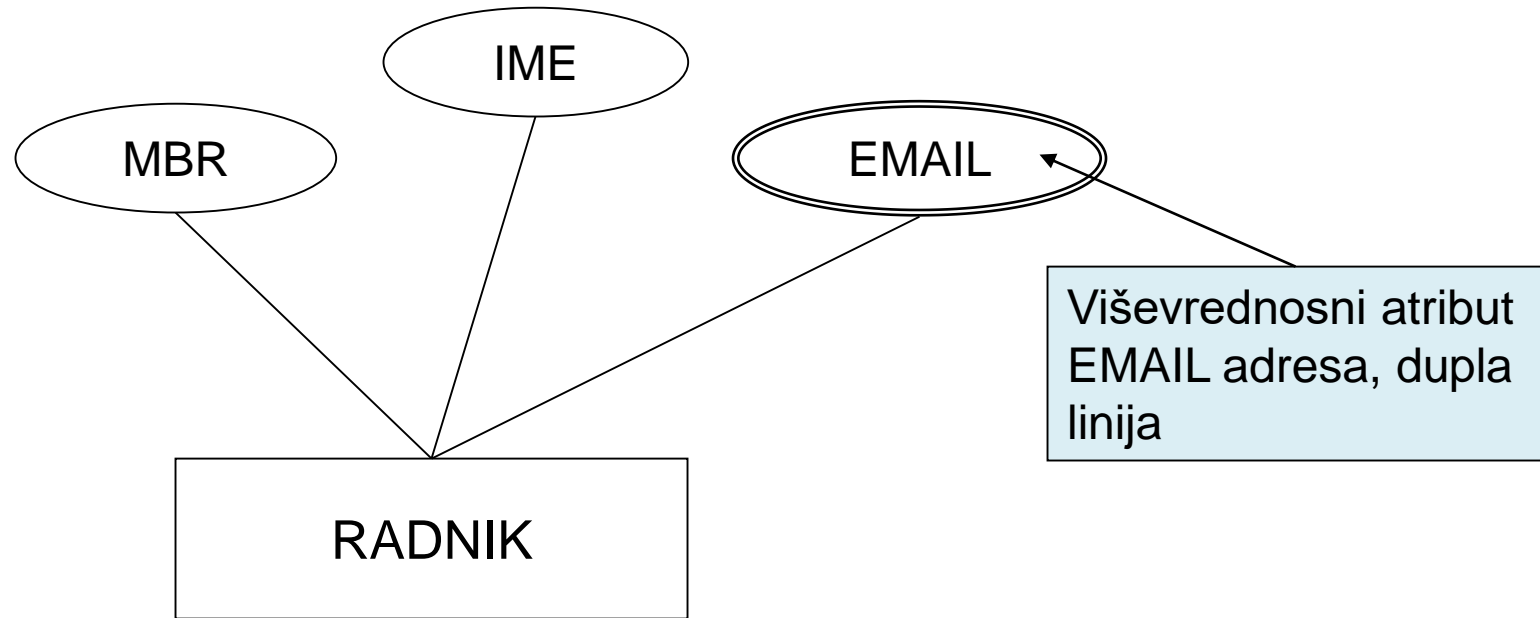 IME
MBR
EMAIL
Viševrednosni atribut
EMAIL adresa, dupla
linija
RADNIK